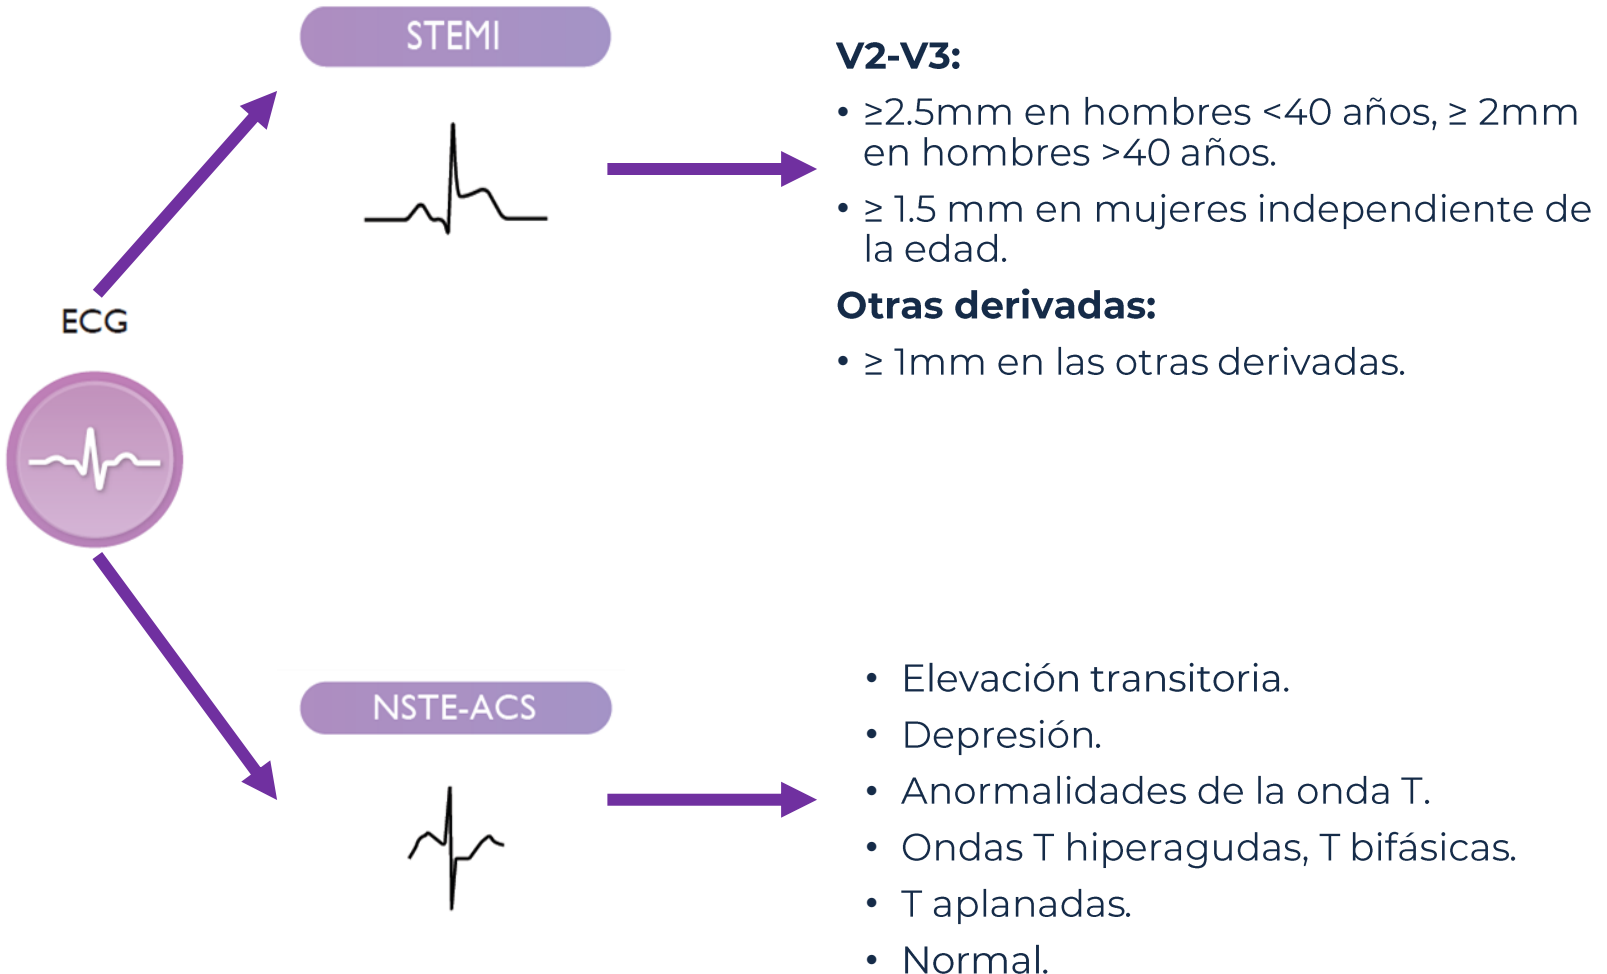 STEMI
V2-V3:
• ≥2.5mm en hombres <40 años, ≥ 2mm
en hombres >40 años.
• ≥ 1.5 mm en mujeres independiente de
la edad.
Otras derivadas:
• ≥ 1mm en las otras derivadas.
ECG
NSTE-ACS
• Elevación transitoria.
• Depresión.
• Anormalidades de la onda T.
• Ondas T hiperagudas, T bifásicas.
• T aplanadas.
• Normal.